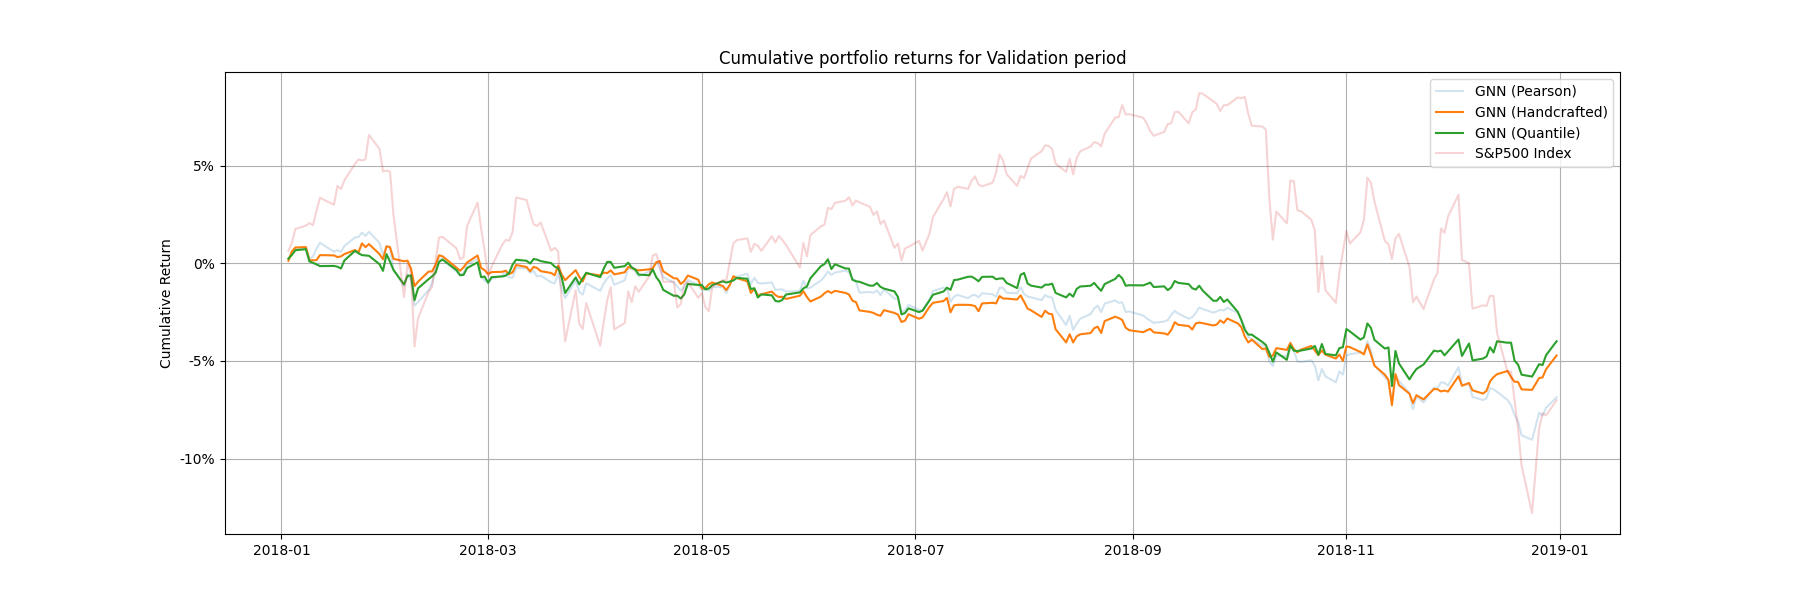 Cumulative portfolio returns for Validation period
GNN (Pearson)
GNN (Handcrafted)
GNN (Quantile)
S&P500 Index
Cumulative Return
5%
0%
-5%
-10%
2018-01
2018-03
2018-05
2018-07
2018-09
2018-11
2019-01